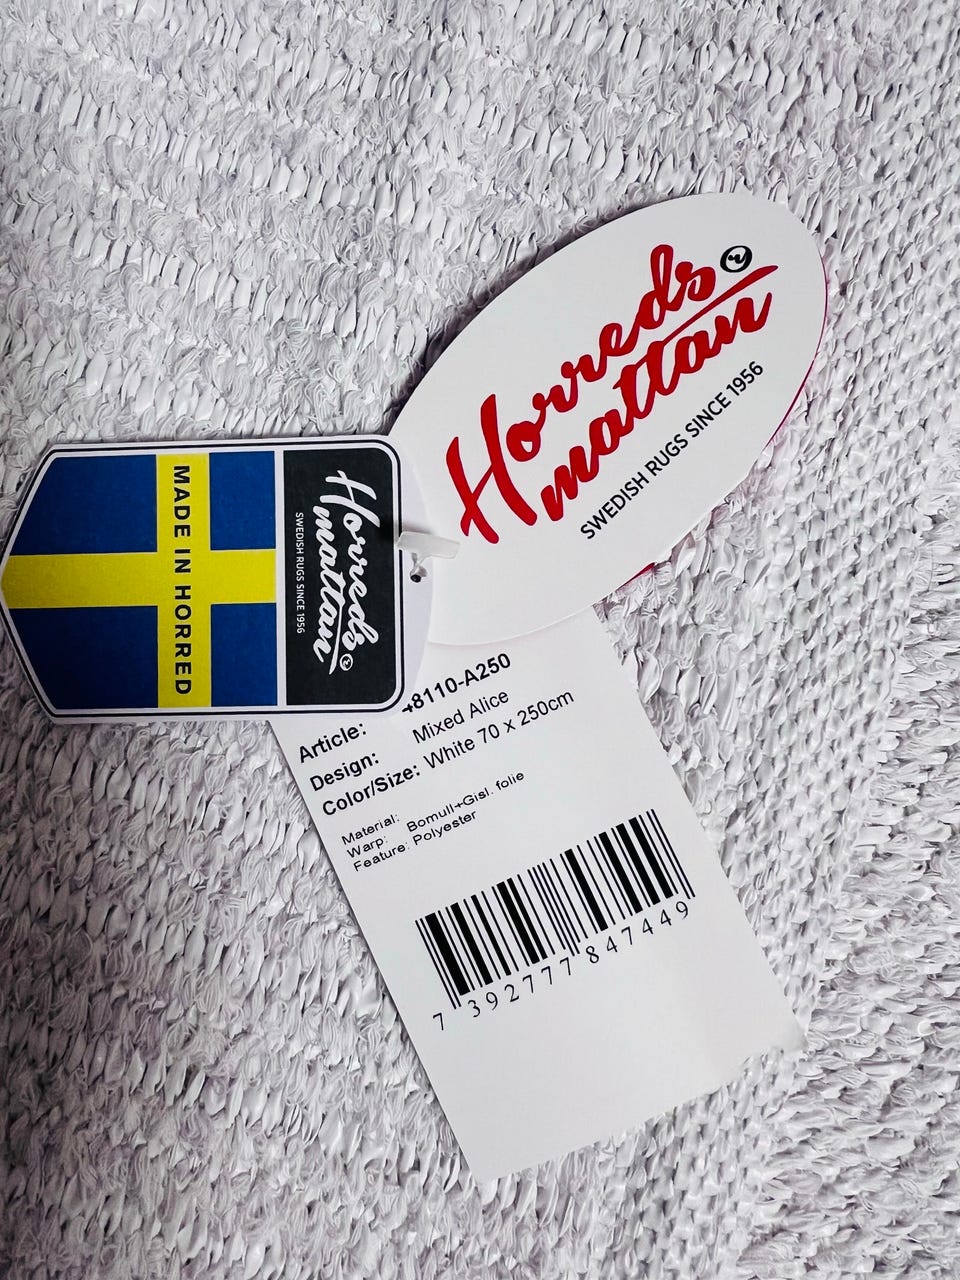 Horreds
mattan
SWEDISH RUGS SINCE 1956
MADE IN HORRED
Horreds
mattan
SWEDISH RUGS SINCE 1956
Article: 48110-A250
Design: Mixed Alice
Color/Size: White 70 x 250cm
Material: Bomull+Gisl. folie
Warp: Polyester
Feature:
7 392777 847449